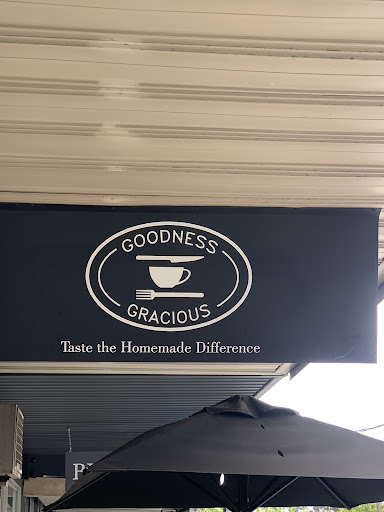 GOODNESS
GRACIOUS
Taste the Homemade Difference